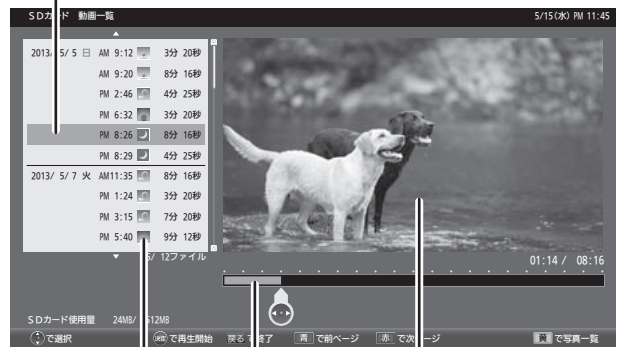 SDカード 動画一覧
5/15(水) PM 11:45
2013/ 5/ 5 日 AM 9:12 3分 20秒
AM 9:20 8分 16秒
PM 2:46 4分 25秒
PM 6:32 3分 20秒
PM 8:26 8分 16秒
PM 8:29 4分 25秒
2013/ 5/ 7 火 AM11:35 8分 16秒
PM 1:24 3分 20秒
PM 3:15 7分 20秒
PM 5:40 9分 12秒
/ 12ファイル
01:14 / 08:16
SDカード使用量 24MB/ 512MB
で選択 決定 で再生開始 戻る で終了 青 で前ページ 赤 で次ページ 黄 で写真一覧